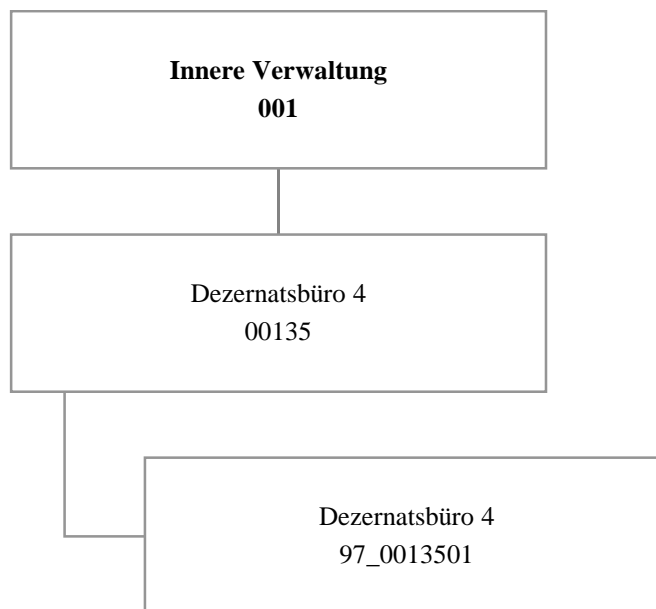 Innere Verwaltung
001
Dezernatsbüro 4
00135
Dezernatsbüro 4
97_0013501